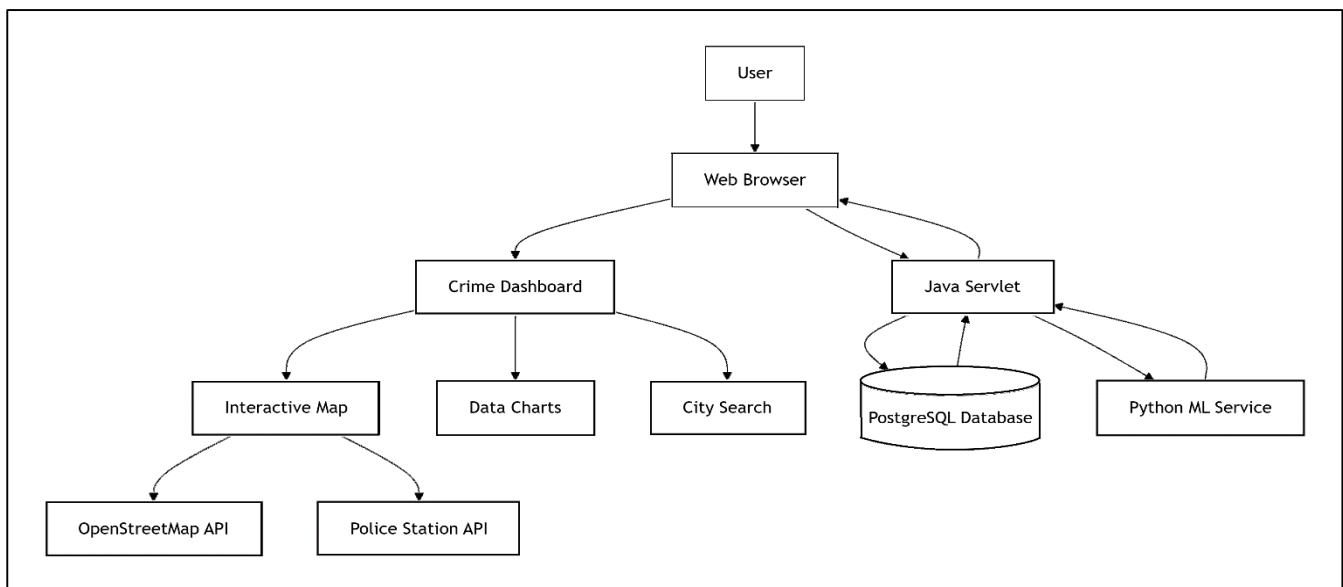 User
Web Browser
Crime Dashboard
Java Servlet
Interactive Map
Data Charts
City Search
PostgreSQL Database
Python ML Service
OpenStreetMap API
Police Station API